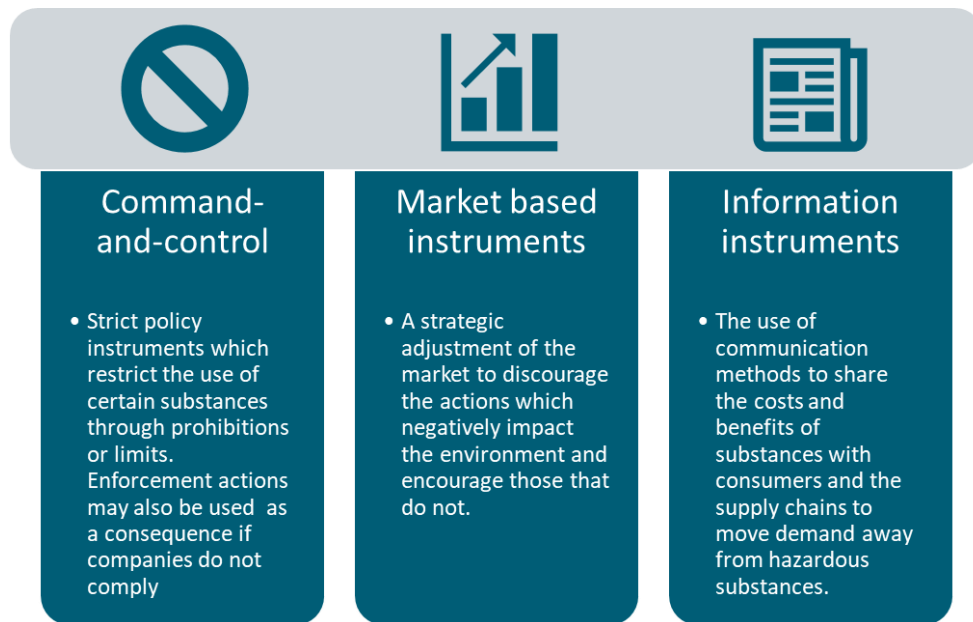 Command-
and-control
• Strict policy
instruments which
restrict the use of
certain substances
through prohibitions
or limits.
Enforcement actions
may also be used  as
a consequence if
companies do not
comply
Market based
instruments
• A strategic
adjustment of the
market to discourage
the actions which
negatively impact
the environment and
encourage those that
do not.
Information
instruments
• The use of
communication
methods to share
the costs and
benefits of
substances with
consumers and the
supply chains to
move demand away
from hazardous
substances.